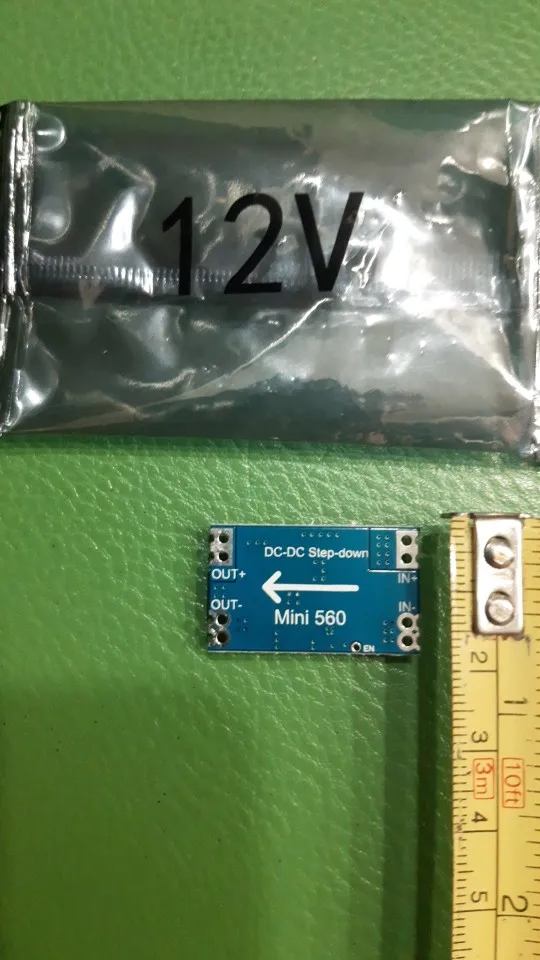 12V
DC-DC Step-down
OUT+
IN+
OUT-
IN-
Mini 560
EN
2
1
3
3m
10ft
4
5
2